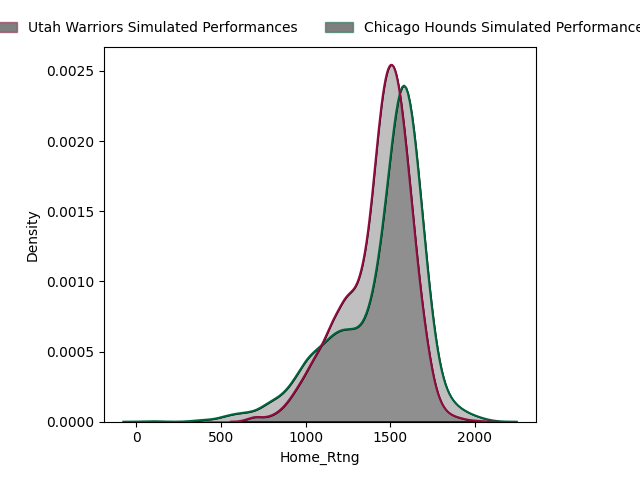 Utah Warriors Simulated Performances
Chicago Hounds Simulated Performance
0.0025
0.0020
0.0015
0.0010
0.0005
0.0000
Density
0
500
1000
1500
2000
Home_Rtng